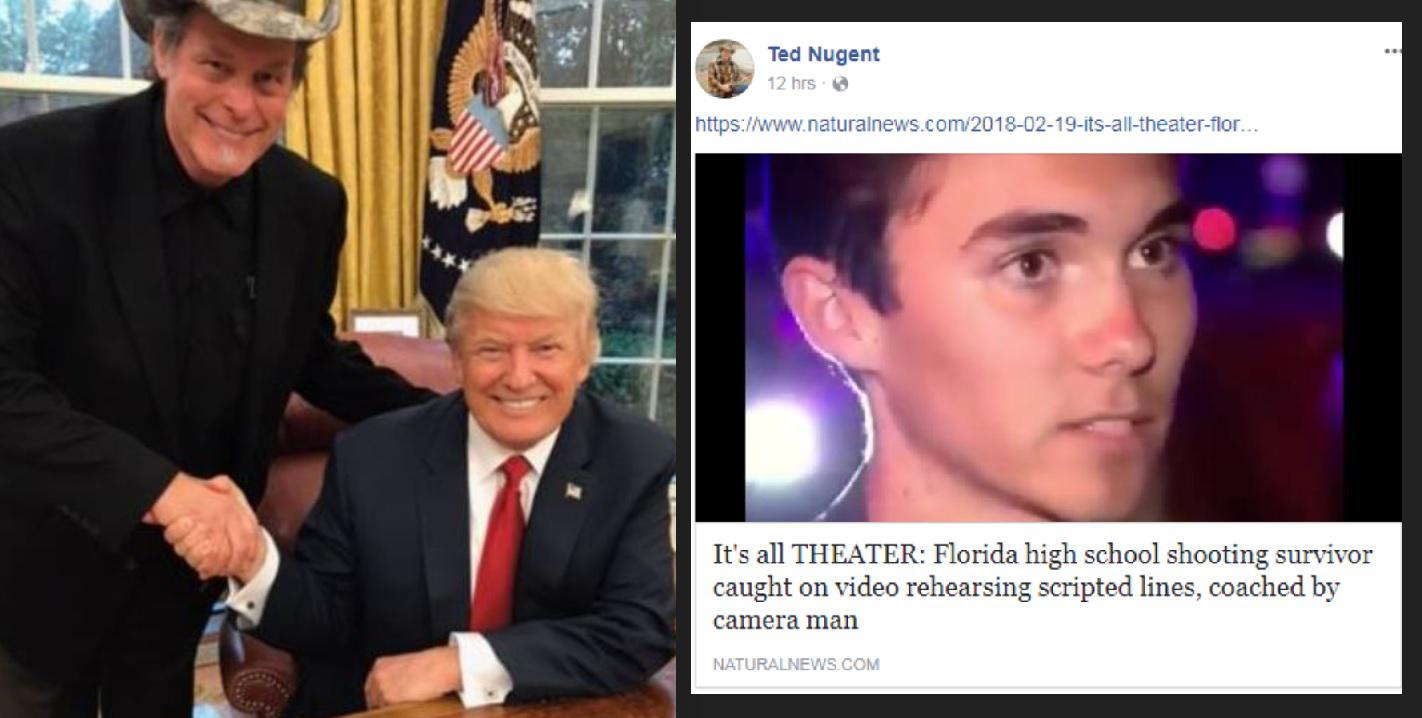 Ted Nugent
12 hrs ·
https://www.naturalnews.com/2018-02-19-its-all-theater-flor...
It's all THEATER: Florida high school shooting survivor
caught on video rehearsing scripted lines, coached by
camera man
NATURALNEWS.COM